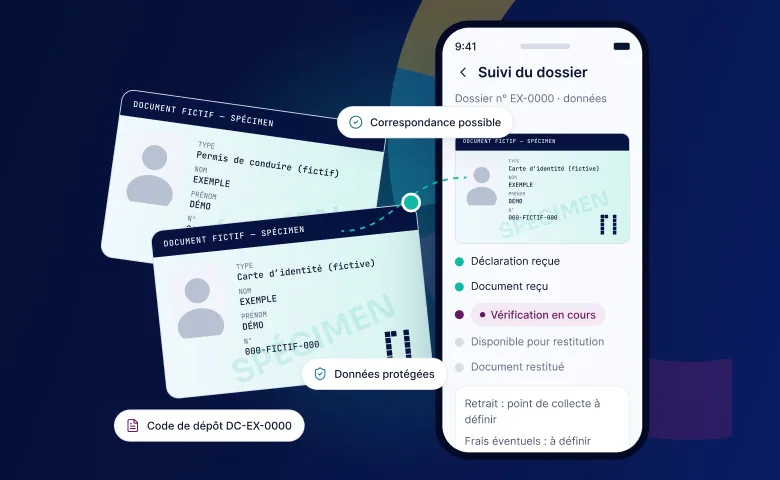 DOCUMENT FICTIF — SPÉCIMEN
TYPE
Permis de conduire (fictif)
NOM
EXEMPLE
PRÉNOM
DÉMO
N°
DOCUMENT FICTIF — SPÉCIMEN
TYPE
Carte d'identité (fictive)
NOM
EXEMPLE
PRÉNOM
DÉMO
N°
000-FICTIF-000
SPÉCIMEN
Correspondance possible
Données protégées
Code de dépôt DC-EX-0000
9:41
Suivi du dossier
Dossier n° EX-0000 · données
DOCUMENT FICTIF — SPÉCIMEN
TYPE
Carte d'identité (fictive)
NOM
EXEMPLE
PRÉNOM
DÉMO
N°
000-FICTIF-000
SPÉCIMEN
Déclaration reçue
Document reçu
Vérification en cours
Disponible pour restitution
Document restitué
Retrait : point de collecte à
définir
Frais éventuels : à définir